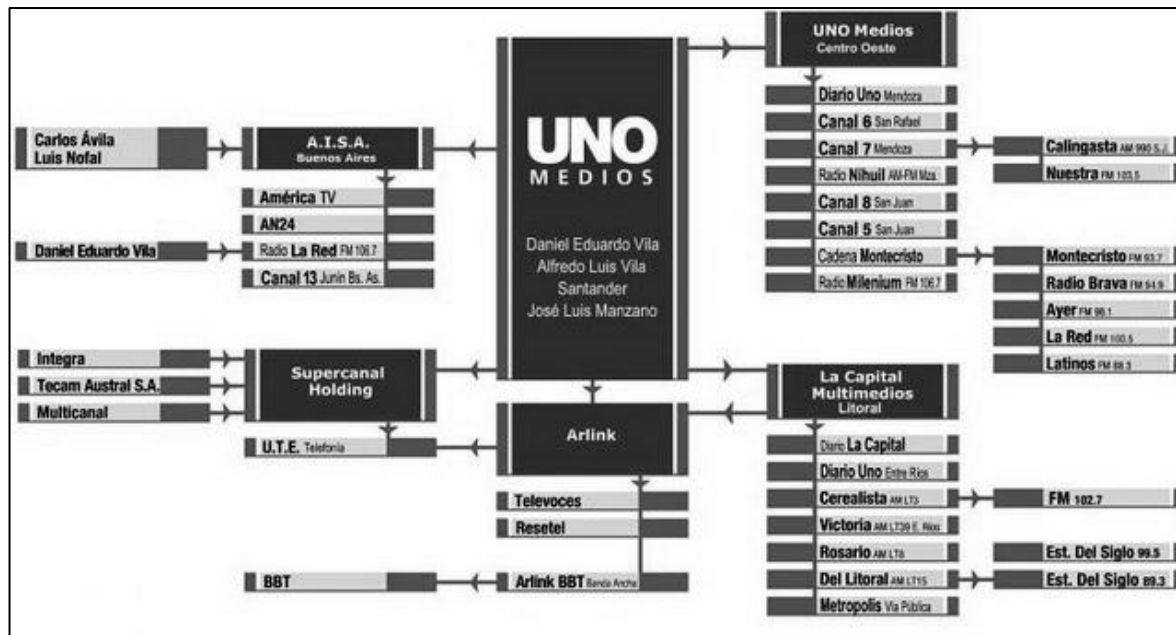 UNO Medios
Centro Oeste
Diario Uno Mendoza
Canal 6 San Rafael
Canal 7 Mendoza
Radio Nihuil AM-FM Mza.
Canal 8 San Juan
Canal 5 San Juan
Cadena Montecristo
Radio Milenium FM 106.7
Calingasta AM 990 S.J.
Nuestra FM 103.5
Montecristo FM 93.7
Radio Brava FM 94.9
Ayer FM 98.1
La Red FM 100.5
Latinos FM 88.3
UNO
MEDIOS
Daniel Eduardo Vila
Alfredo Luis Vila
Santander
José Luis Manzano
Carlos Ávila
Luis Nofal
A.I.S.A.
Buenos Aires
América TV
AN24
Daniel Eduardo Vila
Radio La Red FM 106.7
Canal 13 Junín Bs. As.
Integra
Tecam Austral S.A.
Multicanal
Supercanal
Holding
U.T.E. Telefonía
Arlink
Televoces
Resetel
Arlink BBT Banda Ancha
BBT
La Capital
Multimedios
Litoral
Diario La Capital
Diario Uno Entre Ríos
Cerealista AM LT3
Victoria AM LT39 E. Ríos
Rosario AM LT8
Del Litoral AM LT15
Metropolis Vía Pública
FM 102.7
Est. Del Siglo 99.5
Est. Del Siglo 89.3